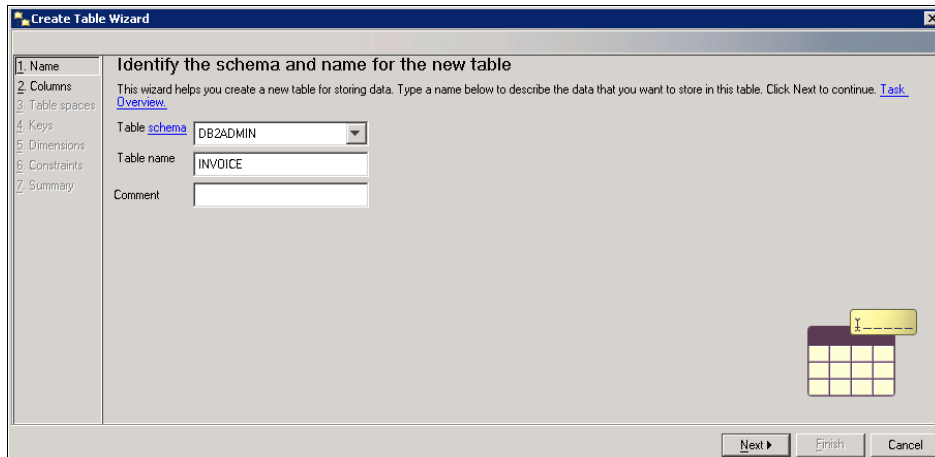 Create Table Wizard
1. Name
2. Columns
3. Table spaces
4. Keys
5. Dimensions
6. Constraints
7. Summary
Identify the schema and name for the new table
This wizard helps you create a new table for storing data. Type a name below to describe the data that you want to store in this table. Click Next to continue. Task
Overview.
Table schema DB2ADMIN
Table name INVOICE
Comment
Next Finish Cancel